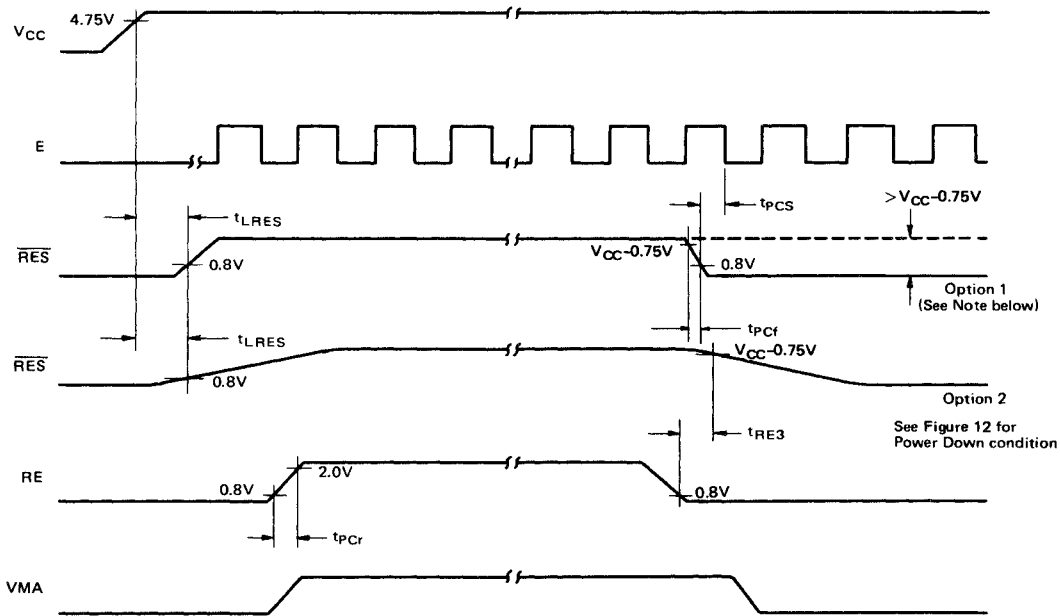 VCC
4.75V
E
tPCS
>VCC-0.75V
tLRES
RES
VCC-0.75V
0.8V
0.8V
Option 1
(See Note below)
tPCf
tLRES
RES
VCC-0.75V
0.8V
Option 2
tRE3
See Figure 12 for
Power Down condition
RE
2.0V
0.8V
0.8V
tPCr
VMA